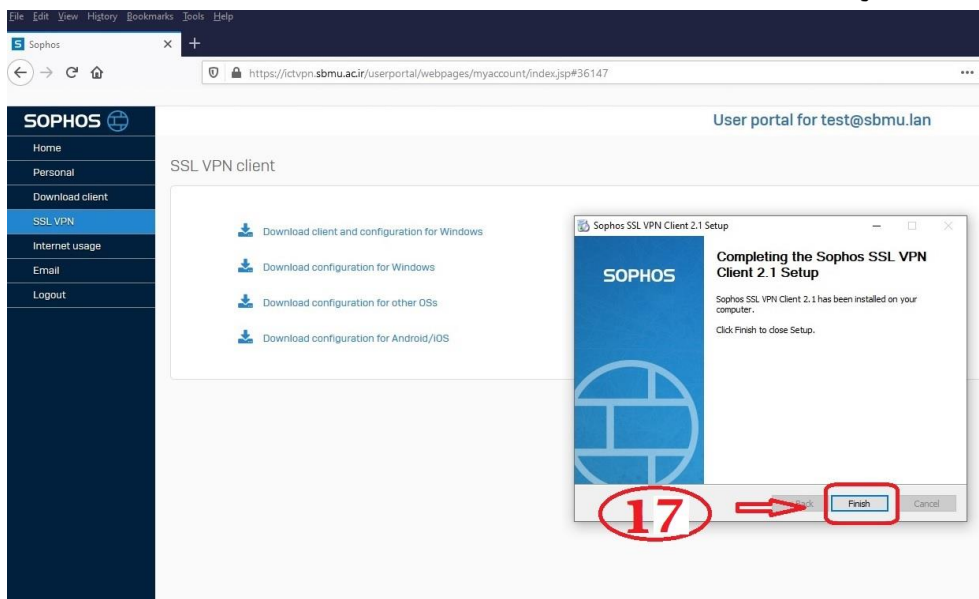 File Edit View History Bookmarks Tools Help
S Sophos × +
https://ictvpn.sbmu.ac.ir/userportal/webpages/myaccount/index.jsp#36147 ...
SOPHOS
User portal for test@sbmu.lan
Home
Personal
Download client
SSL VPN
Internet usage
Email
Logout
SSL VPN client
Download client and configuration for Windows
Download configuration for Windows
Download configuration for other OSs
Download configuration for Android/iOS
Sophos SSL VPN Client 2.1 Setup
SOPHOS
Completing the Sophos SSL VPN
Client 2.1 Setup
Sophos SSL VPN Client 2.1 has been installed on your
computer.
Click Finish to close Setup.
17
Back Finish Cancel